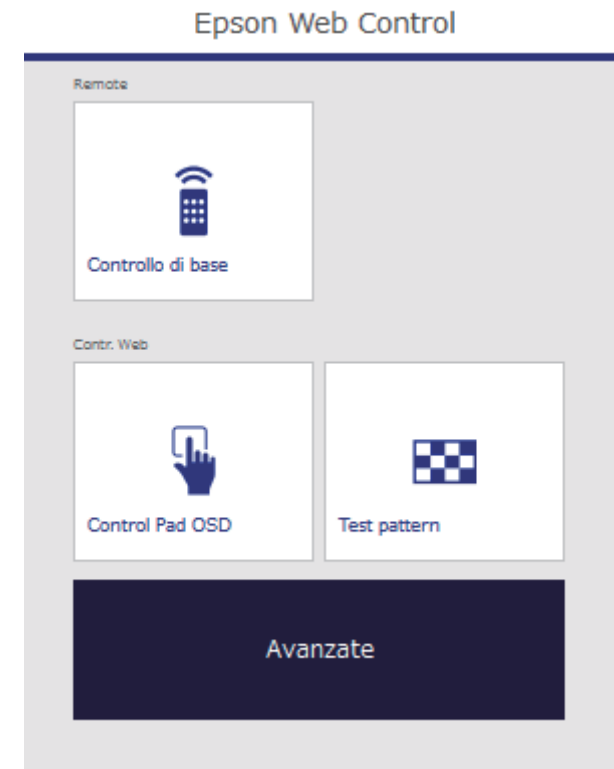 Epson Web Control
Remote
Controllo di base
Contr. Web
Control Pad OSD
Test pattern
Avanzate